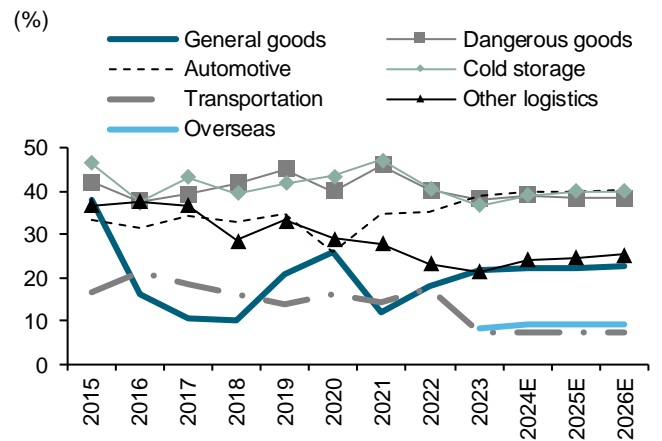 (%)
General goods
Dangerous goods
Automotive
Cold storage
Transportation
Other logistics
Overseas
50
40
30
20
10
0
2015
2016
2017
2018
2019
2020
2021
2022
2023
2024E
2025E
2026E